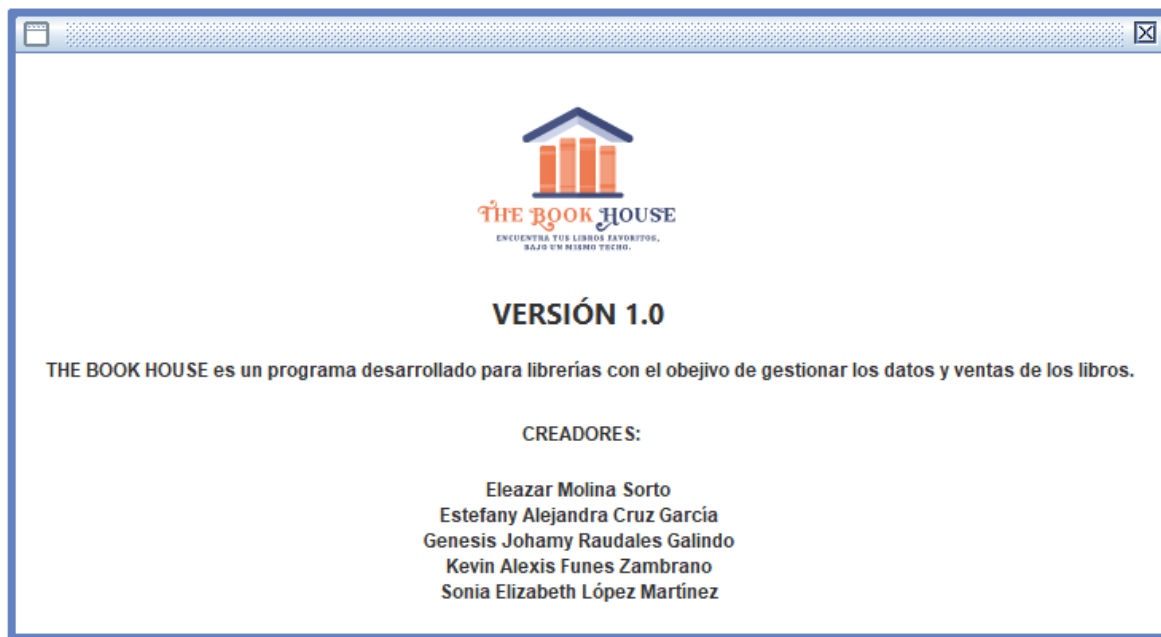 THE BOOK HOUSE
ENCUENTRA TUS LIBROS FAVORITOS,
BAJO UN MISMO TECHO.
VERSIÓN 1.0
THE BOOK HOUSE es un programa desarrollado para librerías con el obejivo de gestionar los datos y ventas de los libros.
CREADORES:
Eleazar Molina Sorto
Estefany Alejandra Cruz García
Genesis Johamy Raudales Galindo
Kevin Alexis Funes Zambrano
Sonia Elizabeth López Martínez